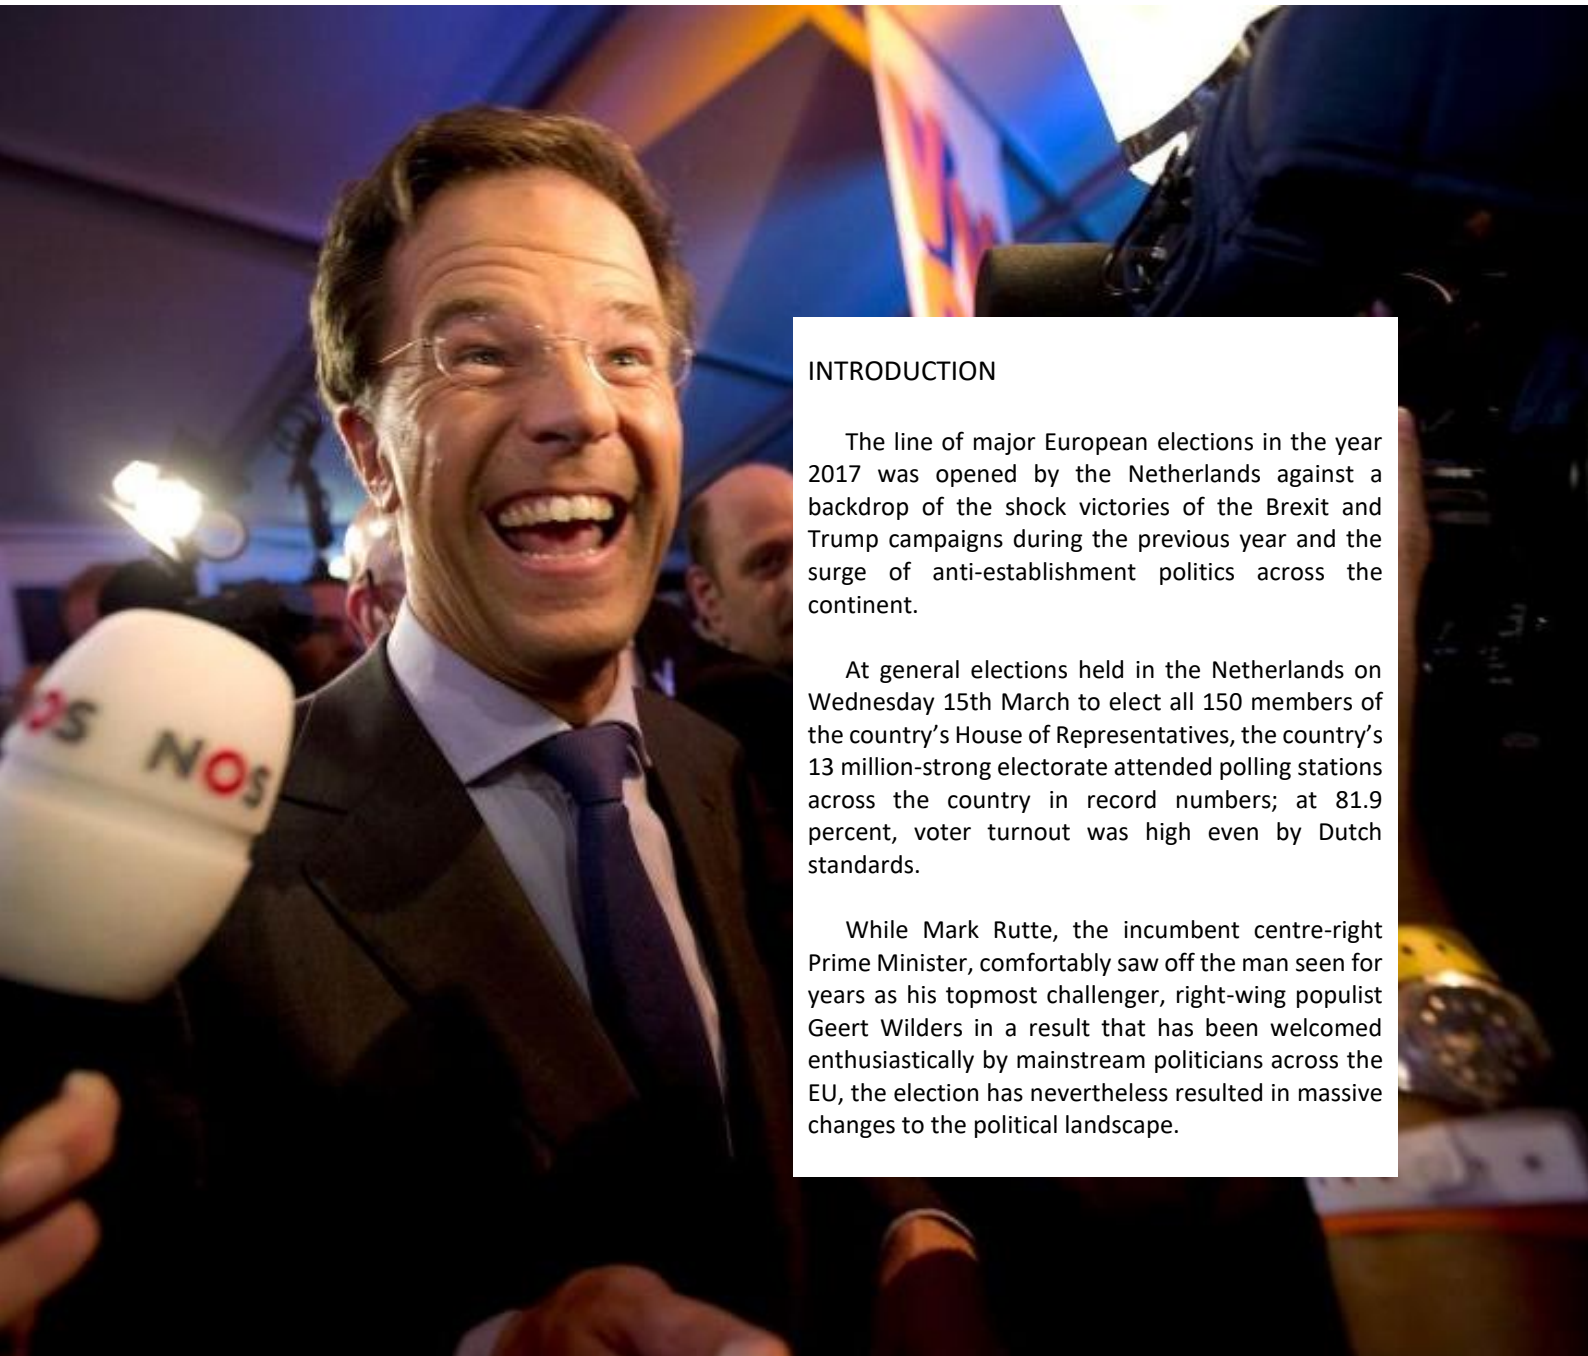 INTRODUCTION
The line of major European elections in the year
2017 was opened by the Netherlands against a
backdrop of the shock victories of the Brexit and
Trump campaigns during the previous year and the
surge of anti-establishment politics across the
continent.
At general elections held in the Netherlands on
Wednesday 15th March to elect all 150 members of
the country’s House of Representatives, the country’s
13 million-strong electorate attended polling stations
across the country in record numbers; at 81.9
percent, voter turnout was high even by Dutch
standards.
While Mark Rutte, the incumbent centre-right
Prime Minister, comfortably saw off the man seen for
years as his topmost challenger, right-wing populist
Geert Wilders in a result that has been welcomed
enthusiastically by mainstream politicians across the
EU, the election has nevertheless resulted in massive
changes to the political landscape.
OS NOS